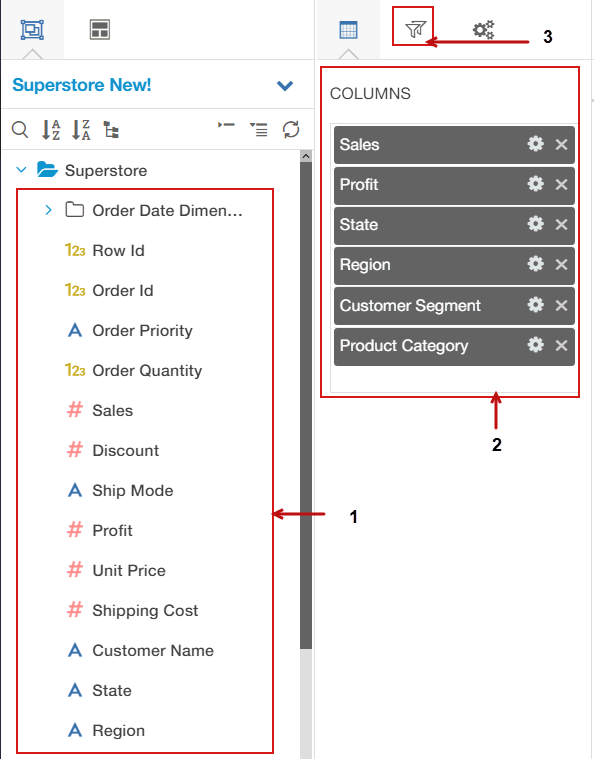 Superstore New!
A Z
Z A
Superstore
Order Date Dimen...
123 Row Id
123 Order Id
A Order Priority
123 Order Quantity
# Sales
# Discount
A Ship Mode
# Profit
# Unit Price
# Shipping Cost
A Customer Name
A State
A Region
1
3
COLUMNS
Sales
Profit
State
Region
Customer Segment
Product Category
2